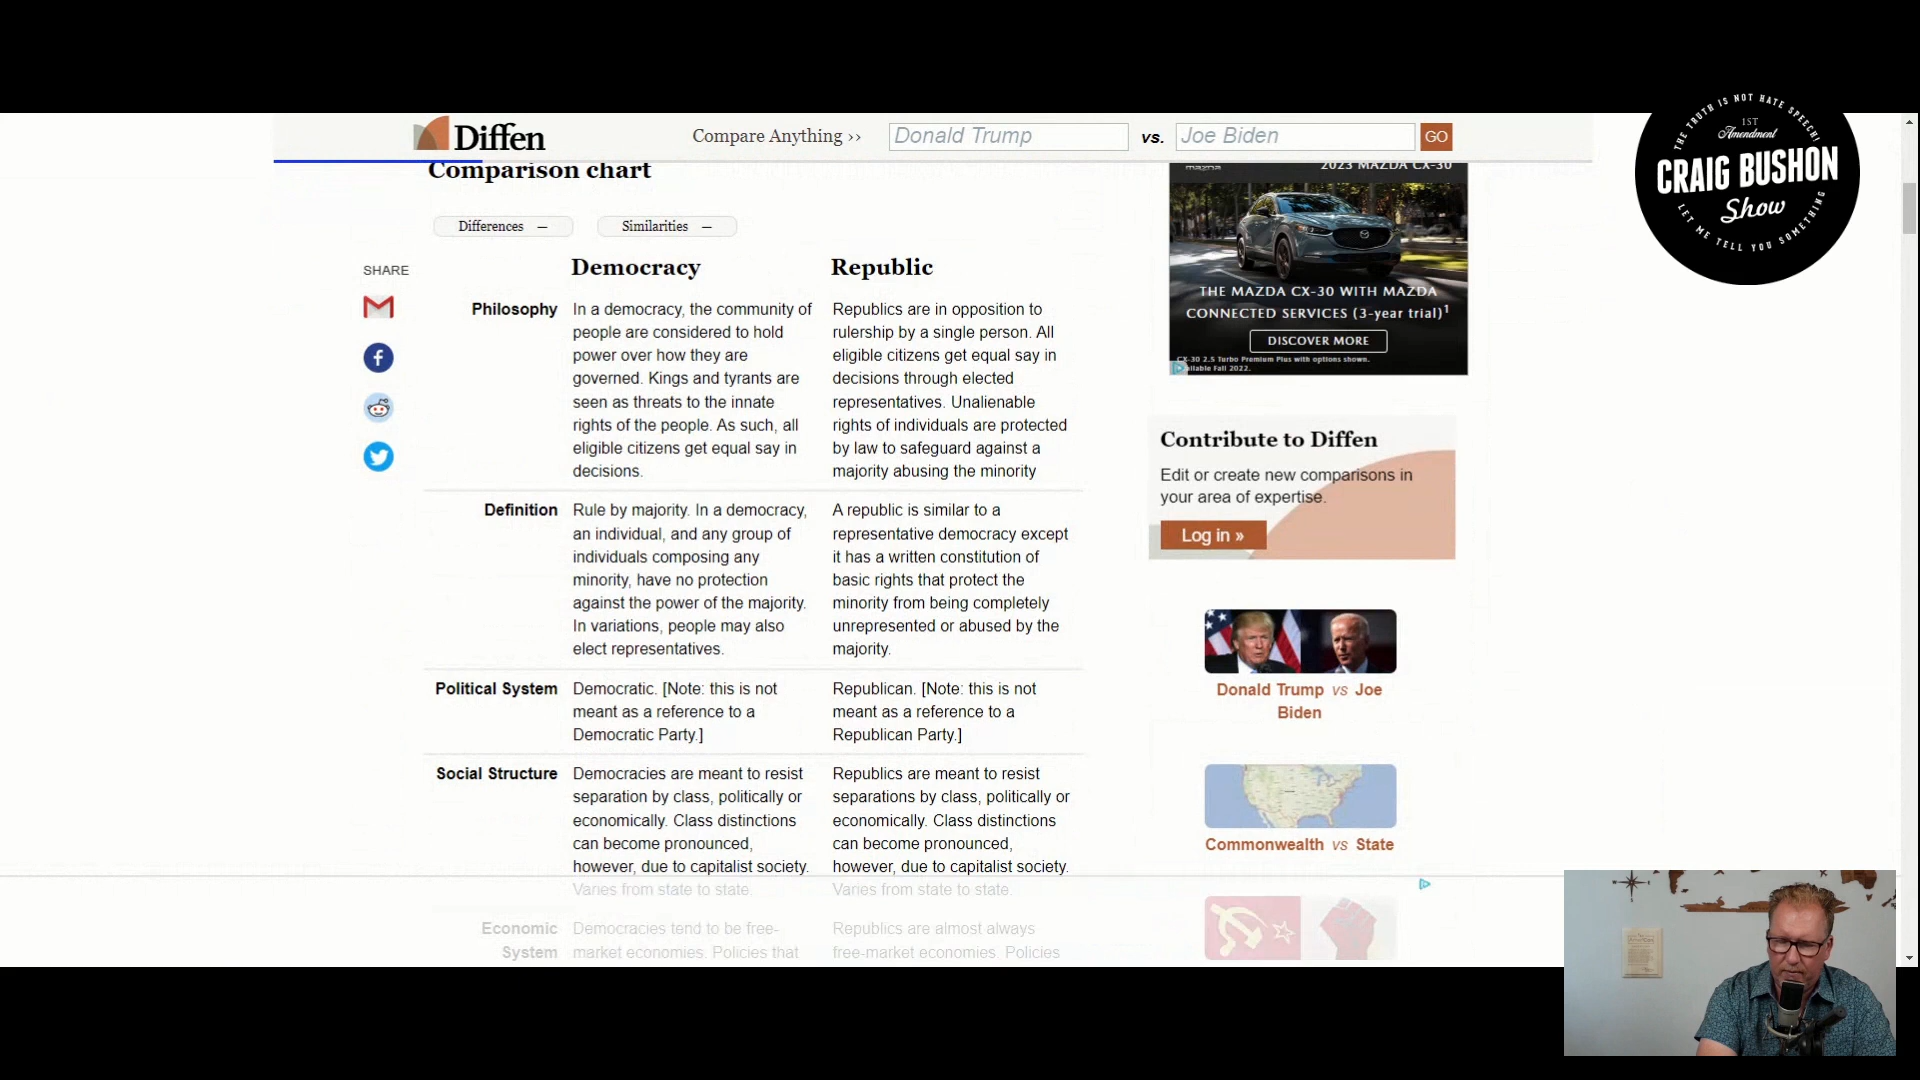 Diffen
Compare Anything ››
Donald Trump
vs.
Joe Biden
GO
THE TRUTH IS NOT HATE SPEECH!
1ST
Amendment
CRAIG BUSHON
Show
LET ME TELL YOU SOMETHING
Comparison chart
Differences –
Similarities –
SHARE
Democracy
Republic
Philosophy
In a democracy, the community of
people are considered to hold
power over how they are
governed. Kings and tyrants are
seen as threats to the innate
rights of the people. As such, all
eligible citizens get equal say in
decisions.
Republics are in opposition to
rulership by a single person. All
eligible citizens get equal say in
decisions through elected
representatives. Unalienable
rights of individuals are protected
by law to safeguard against a
majority abusing the minority
Definition
Rule by majority. In a democracy,
an individual, and any group of
individuals composing any
minority, have no protection
against the power of the majority.
In variations, people may also
elect representatives.
A republic is similar to a
representative democracy except
it has a written constitution of
basic rights that protect the
minority from being completely
unrepresented or abused by the
majority.
Political System
Democratic. [Note: this is not
meant as a reference to a
Democratic Party.]
Republican. [Note: this is not
meant as a reference to a
Republican Party.]
Social Structure
Democracies are meant to resist
separation by class, politically or
economically. Class distinctions
can become pronounced,
however, due to capitalist society.
Varies from state to state.
Republics are meant to resist
separations by class, politically or
economically. Class distinctions
can become pronounced,
however, due to capitalist society.
Varies from state to state.
Economic
System
Democracies tend to be free-
market economies. Policies that
Republics are almost always
free-market economies. Policies
mazda
2023 MAZDA CX-30
THE MAZDA CX-30 WITH MAZDA
CONNECTED SERVICES (3-year trial)1
DISCOVER MORE
CX-30 2.5 Turbo Premium Plus with options shown.
Fall 2022.
Contribute to Diffen
Edit or create new comparisons in
your area of expertise.
Log in »
Donald Trump vs Joe
Biden
Commonwealth vs State